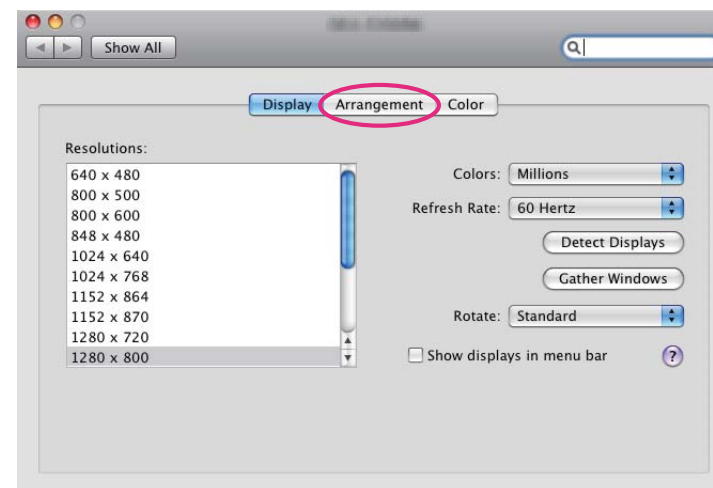 Show All
Display Arrangement Color
Resolutions:
640 x 480
800 x 500
800 x 600
848 x 480
1024 x 640
1024 x 768
1152 x 864
1152 x 870
1280 x 720
1280 x 800
Colors: Millions
Refresh Rate: 60 Hertz
Detect Displays
Gather Windows
Rotate: Standard
Show displays in menu bar ?